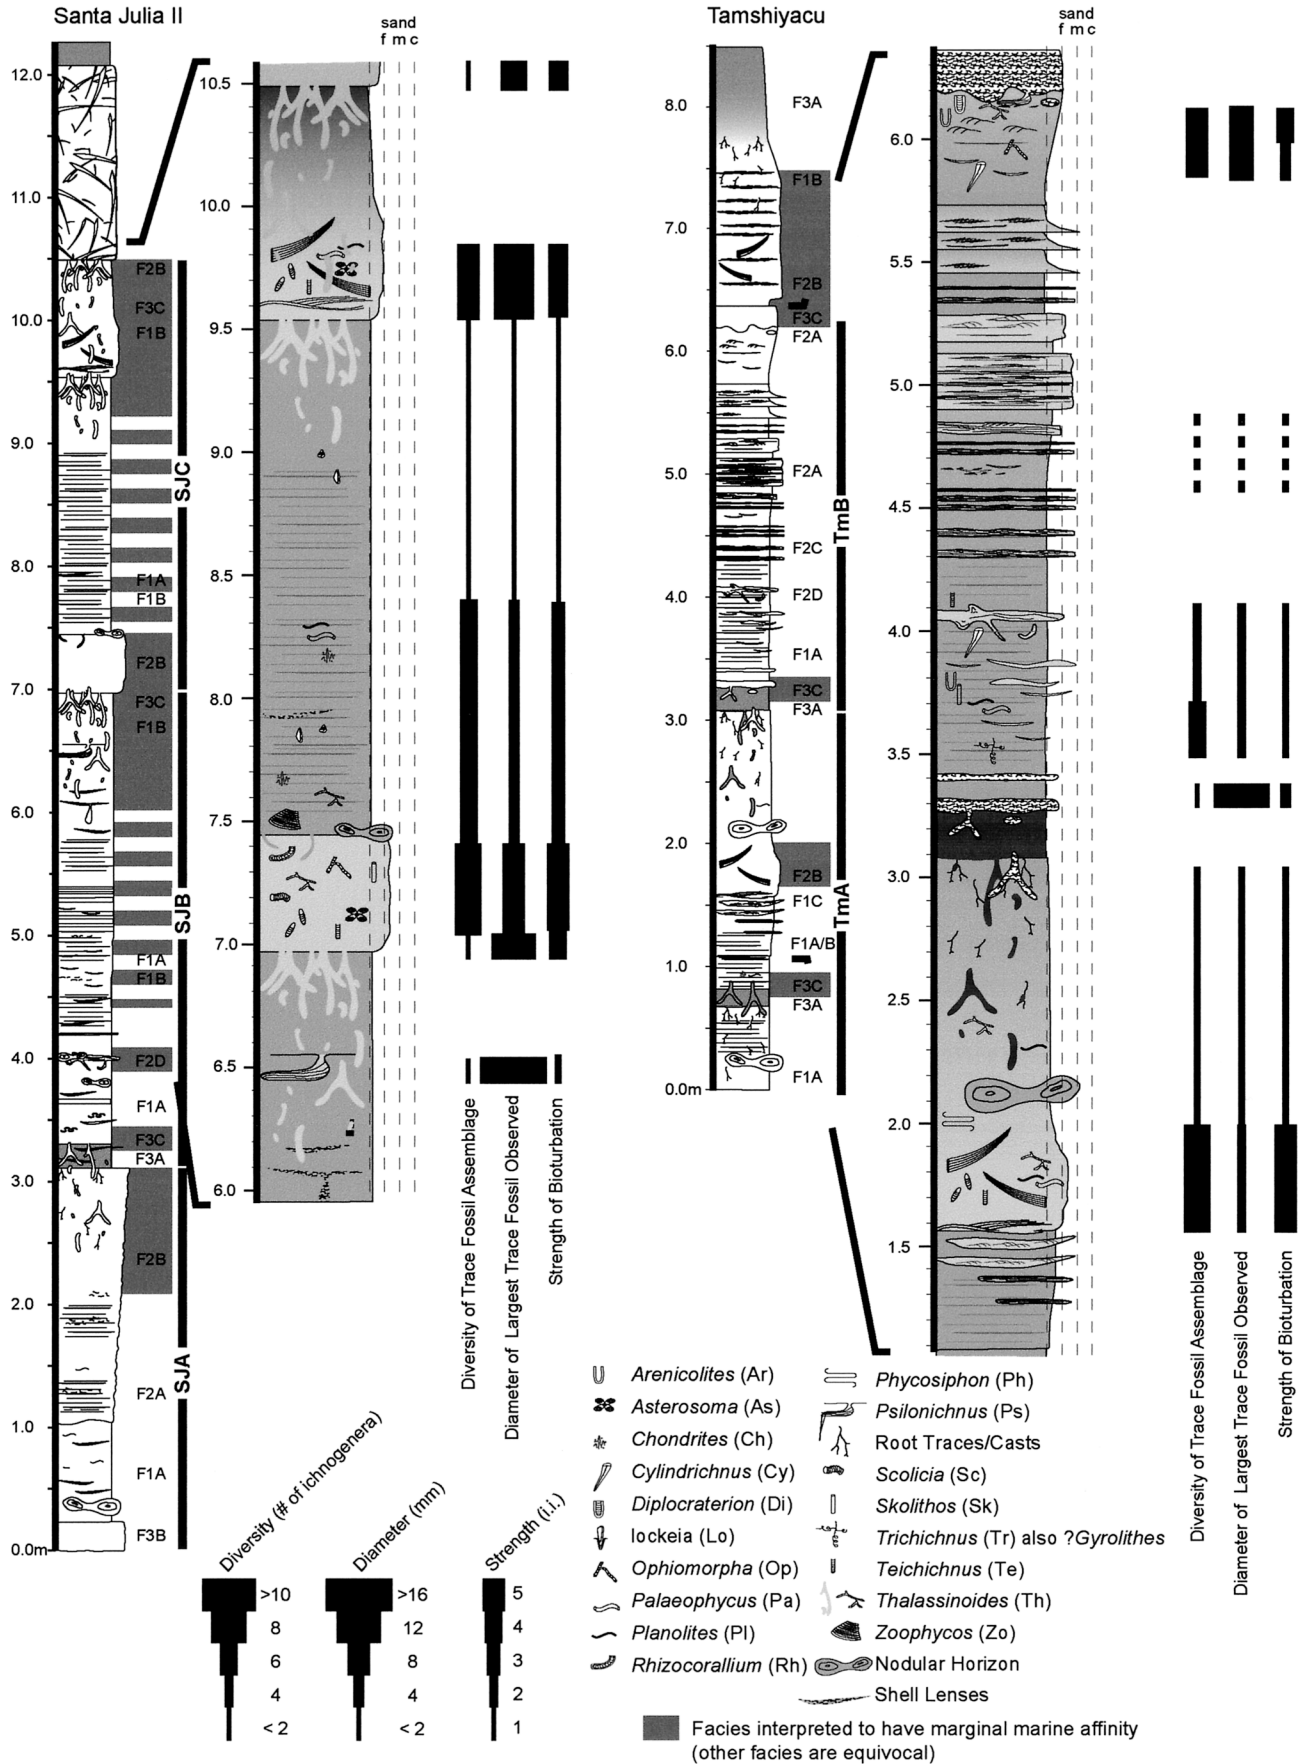 Santa Julia II
sand
f m c
12.0
11.0
10.0
9.0
8.0
7.0
6.0
5.0
4.0
3.0
2.0
1.0
0.0m
F2B
F3C
F1B
F1A
F1B
F2B
F3C
F1B
F1A
F1B
F2D
F1A
F3C
F3A
F2B
F2A
F1A
F3B
SJC
SJB
SJA
10.5
10.0
9.5
9.0
8.5
8.0
7.5
7.0
6.5
6.0
Diversity of Trace Fossil Assemblage
Diameter of Largest Trace Fossil Observed
Strength of Bioturbation
Tamshiyacu
sand
f m c
8.0
7.0
6.0
5.0
4.0
3.0
2.0
1.0
0.0m
F3A
F1B
F2B
F3C
F2A
F2A
F2C
F2D
F1A
F3C
F3A
F2B
F1C
F1A/B
F3C
F3A
F1A
TmB
TmA
6.0
5.5
5.0
4.5
4.0
3.5
3.0
2.5
2.0
1.5
Diversity of Trace Fossil Assemblage
Diameter of Largest Trace Fossil Observed
Strength of Bioturbation
Diversity (# of ichnogenera)
>10
8
6
4
< 2
Diameter (mm)
>16
12
8
4
< 2
Strength (i.i.)
5
4
3
2
1
Arenicolites (Ar)
Asterosoma (As)
Chondrites (Ch)
Cylindrichnus (Cy)
Diplocraterion (Di)
lockeia (Lo)
Ophiomorpha (Op)
Palaeophycus (Pa)
Planolites (Pl)
Rhizocorallium (Rh)
Phycosiphon (Ph)
Psilonichnus (Ps)
Root Traces/Casts
Scolicia (Sc)
Skolithos (Sk)
Trichichnus (Tr) also ?Gyrolithes
Teichichnus (Te)
Thalassinoides (Th)
Zoophycos (Zo)
Nodular Horizon
Shell Lenses
Facies interpreted to have marginal marine affinity
(other facies are equivocal)